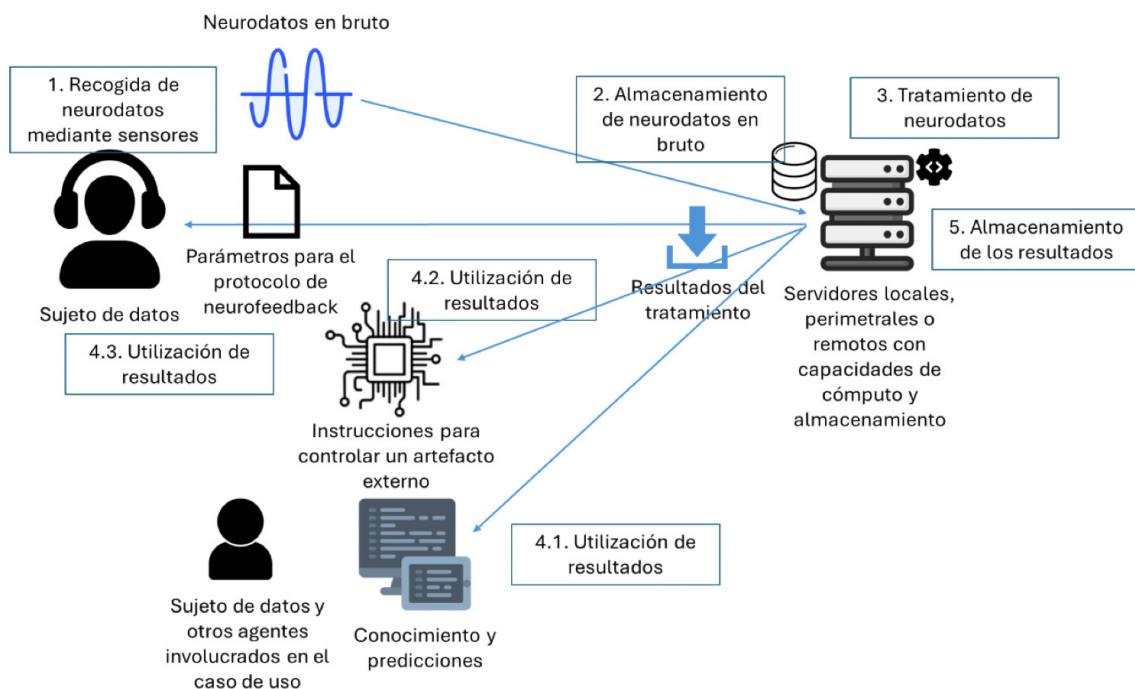 Neurodatos en bruto
1. Recogida de
neurodatos
mediante sensores
2. Almacenamiento
de neurodatos en
bruto
3. Tratamiento de
neurodatos
5. Almacenamiento
de los resultados
Parámetros para el
protocolo de
neurofeedback
4.2. Utilización de
resultados
Resultados del
tratamiento
Servidores locales,
perimetrales o
remotos con
capacidades de
cómputo y
almacenamiento
Sujeto de datos
4.3. Utilización de
resultados
Instrucciones para
controlar un artefacto
externo
4.1. Utilización de
resultados
Sujeto de datos y
otros agentes
involucrados en el
caso de uso
Conocimiento y
predicciones